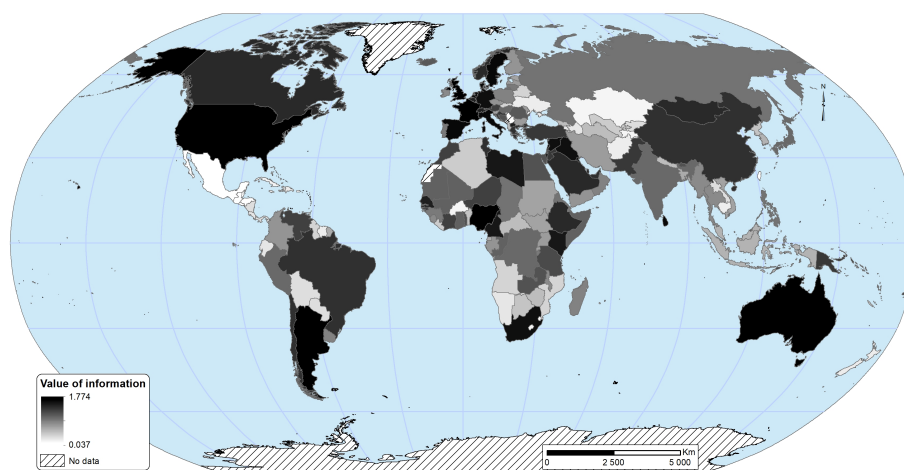 N
Value of information
1.774
0.037
No data
Km
0 2 500 5 000